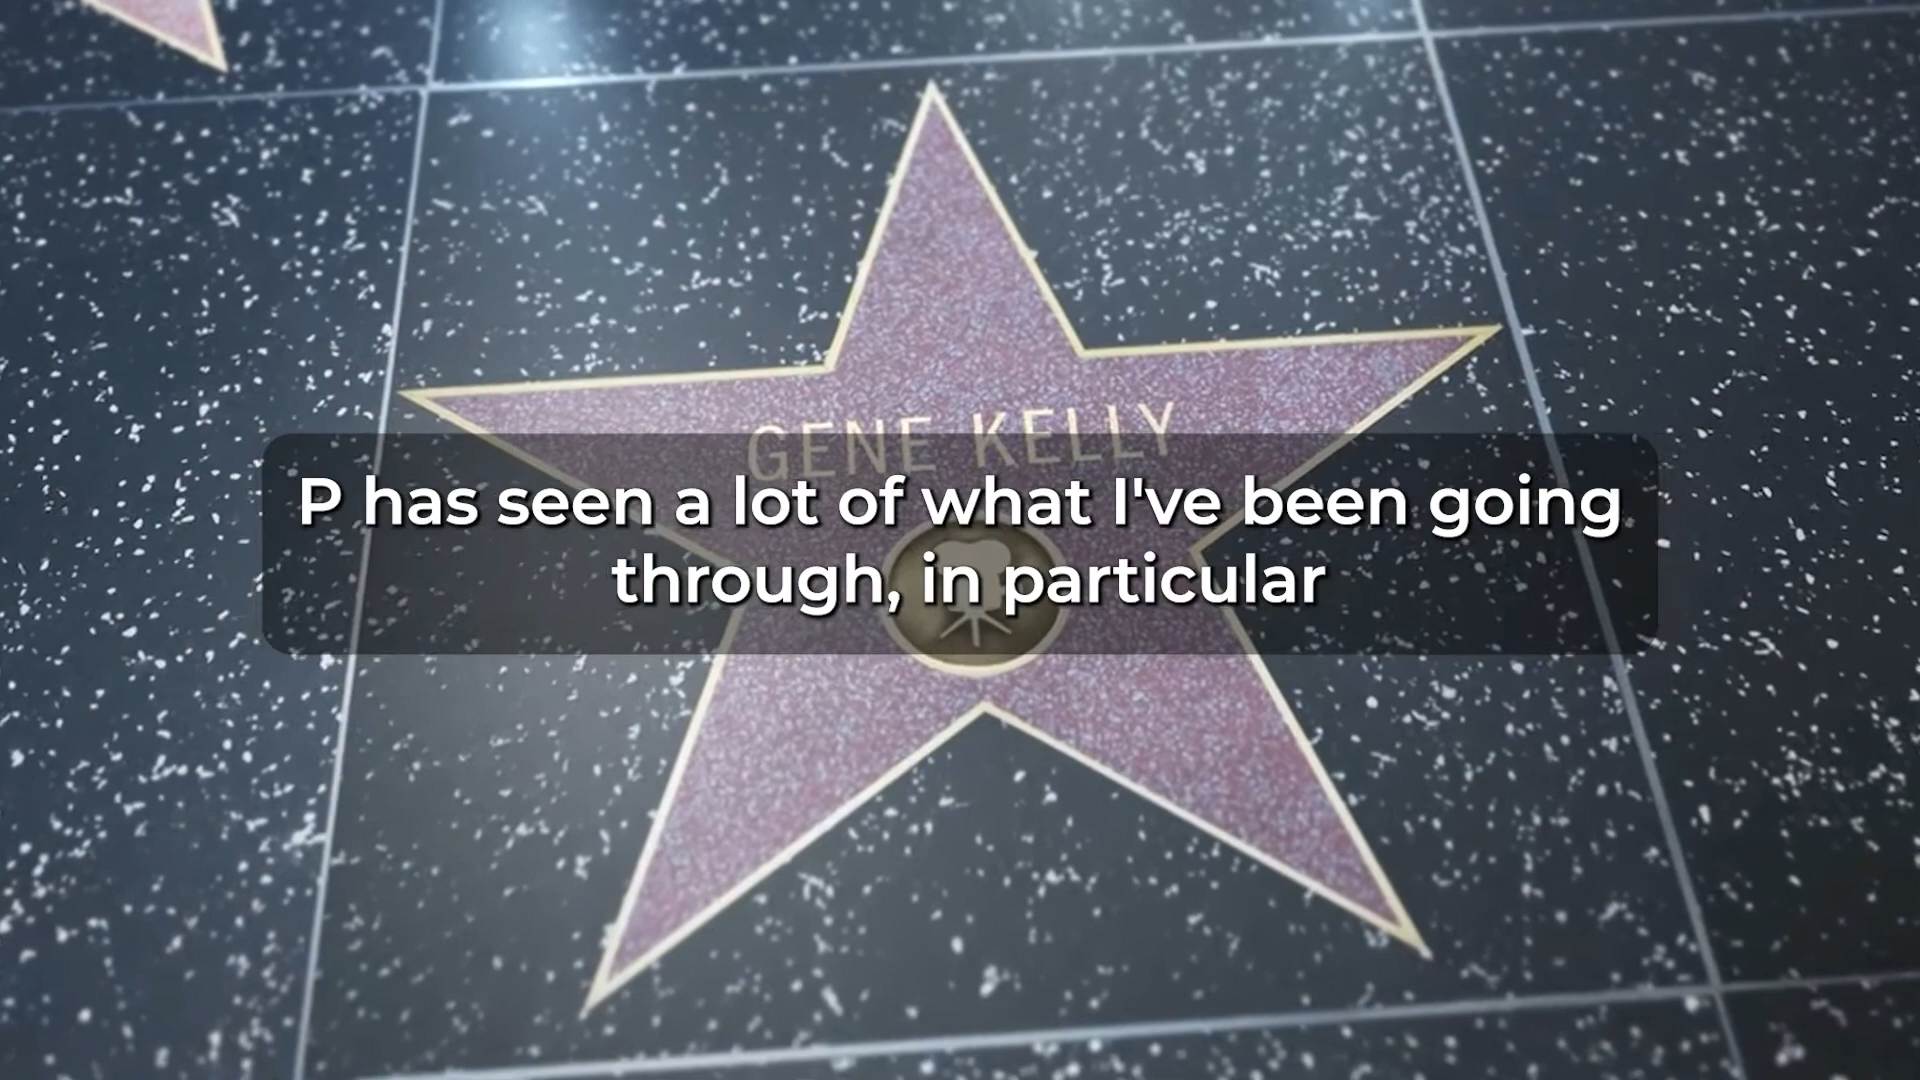 GENE KELLY
P has seen a lot of what I've been going
through, in particular